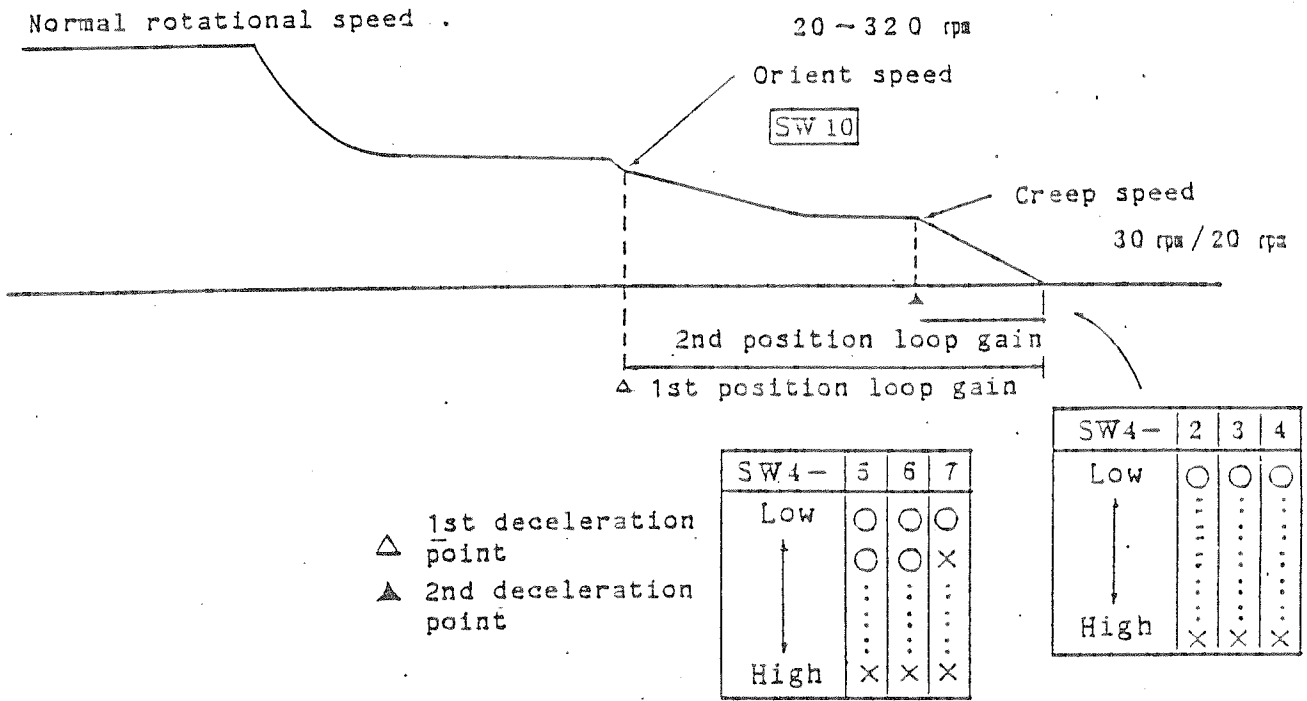 Normal rotational speed .
20~320 rpm
Orient speed
SW 10
Creep speed
30 rpm/20 rpm
2nd position loop gain
△ 1st position loop gain
SW4- 2 3 4
Low ○ ○ ○
High × × ×
SW4- 5 6 7
Low ○ ○ ○
○ ○ ×
High × × ×
△ 1st deceleration
point
▲ 2nd deceleration
point